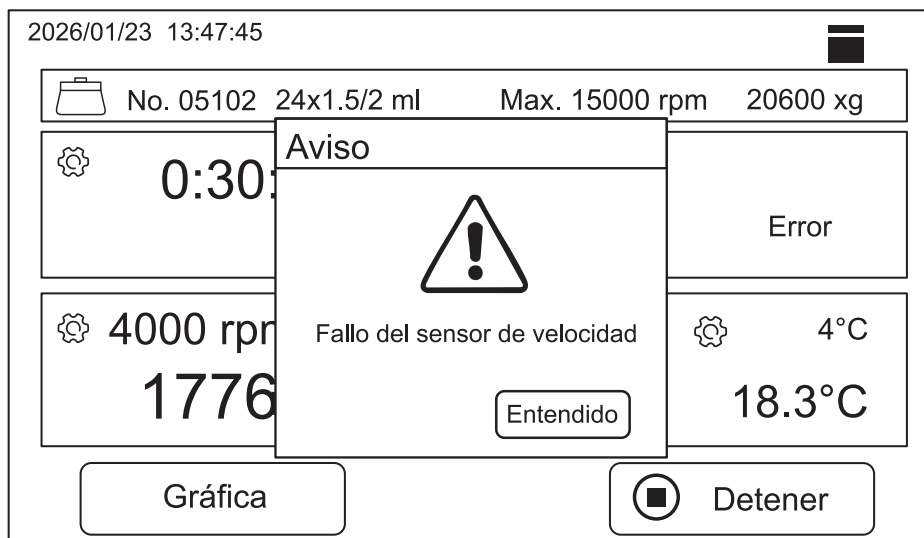 2026/01/23 13:47:45
No. 05102 24x1.5/2 ml Max. 15000 rpm 20600 xg
Aviso
0:30:
Error
4000 rpm
Fallo del sensor de velocidad
4°C
1776
Entendido
18.3°C
Gráfica
Detener